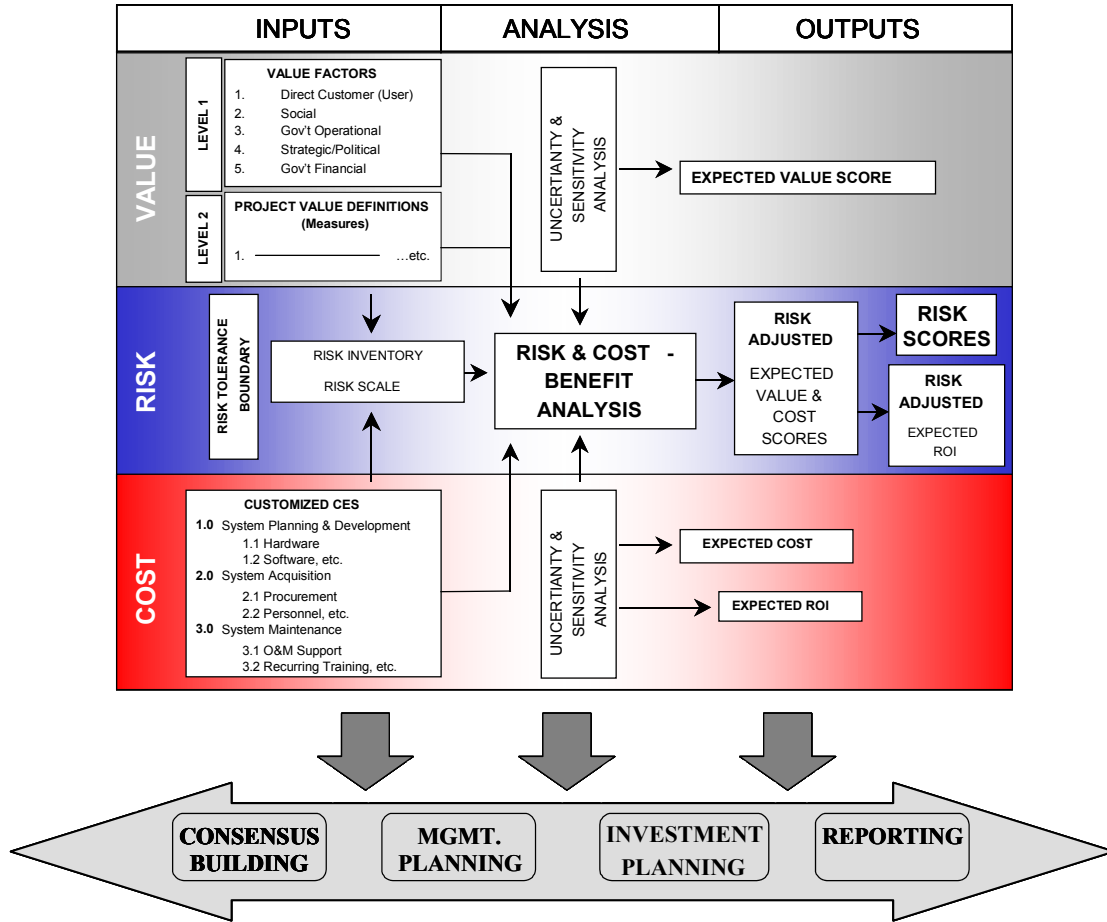 INPUTS
ANALYSIS
OUTPUTS
VALUE
LEVEL 1
VALUE FACTORS
1. Direct Customer (User)
2. Social
3. Gov't Operational
4. Strategic/Political
5. Gov't Financial
LEVEL 2
PROJECT VALUE DEFINITIONS
(Measures)
1. …etc.
UNCERTIANTY &
SENSITIVITY
ANALYSIS
EXPECTED VALUE SCORE
RISK
RISK TOLERANCE
BOUNDARY
RISK INVENTORY
RISK SCALE
RISK & COST -
BENEFIT
ANALYSIS
RISK
ADJUSTED
EXPECTED
VALUE &
COST
SCORES
RISK
SCORES
RISK
ADJUSTED
EXPECTED
ROI
COST
CUSTOMIZED CES
1.0 System Planning & Development
1.1 Hardware
1.2 Software, etc.
2.0 System Acquisition
2.1 Procurement
2.2 Personnel, etc.
3.0 System Maintenance
3.1 O&M Support
3.2 Recurring Training, etc.
UNCERTIANTY &
SENSITIVITY
ANALYSIS
EXPECTED COST
EXPECTED ROI
CONSENSUS
BUILDING
MGMT.
PLANNING
INVESTMENT
PLANNING
REPORTING